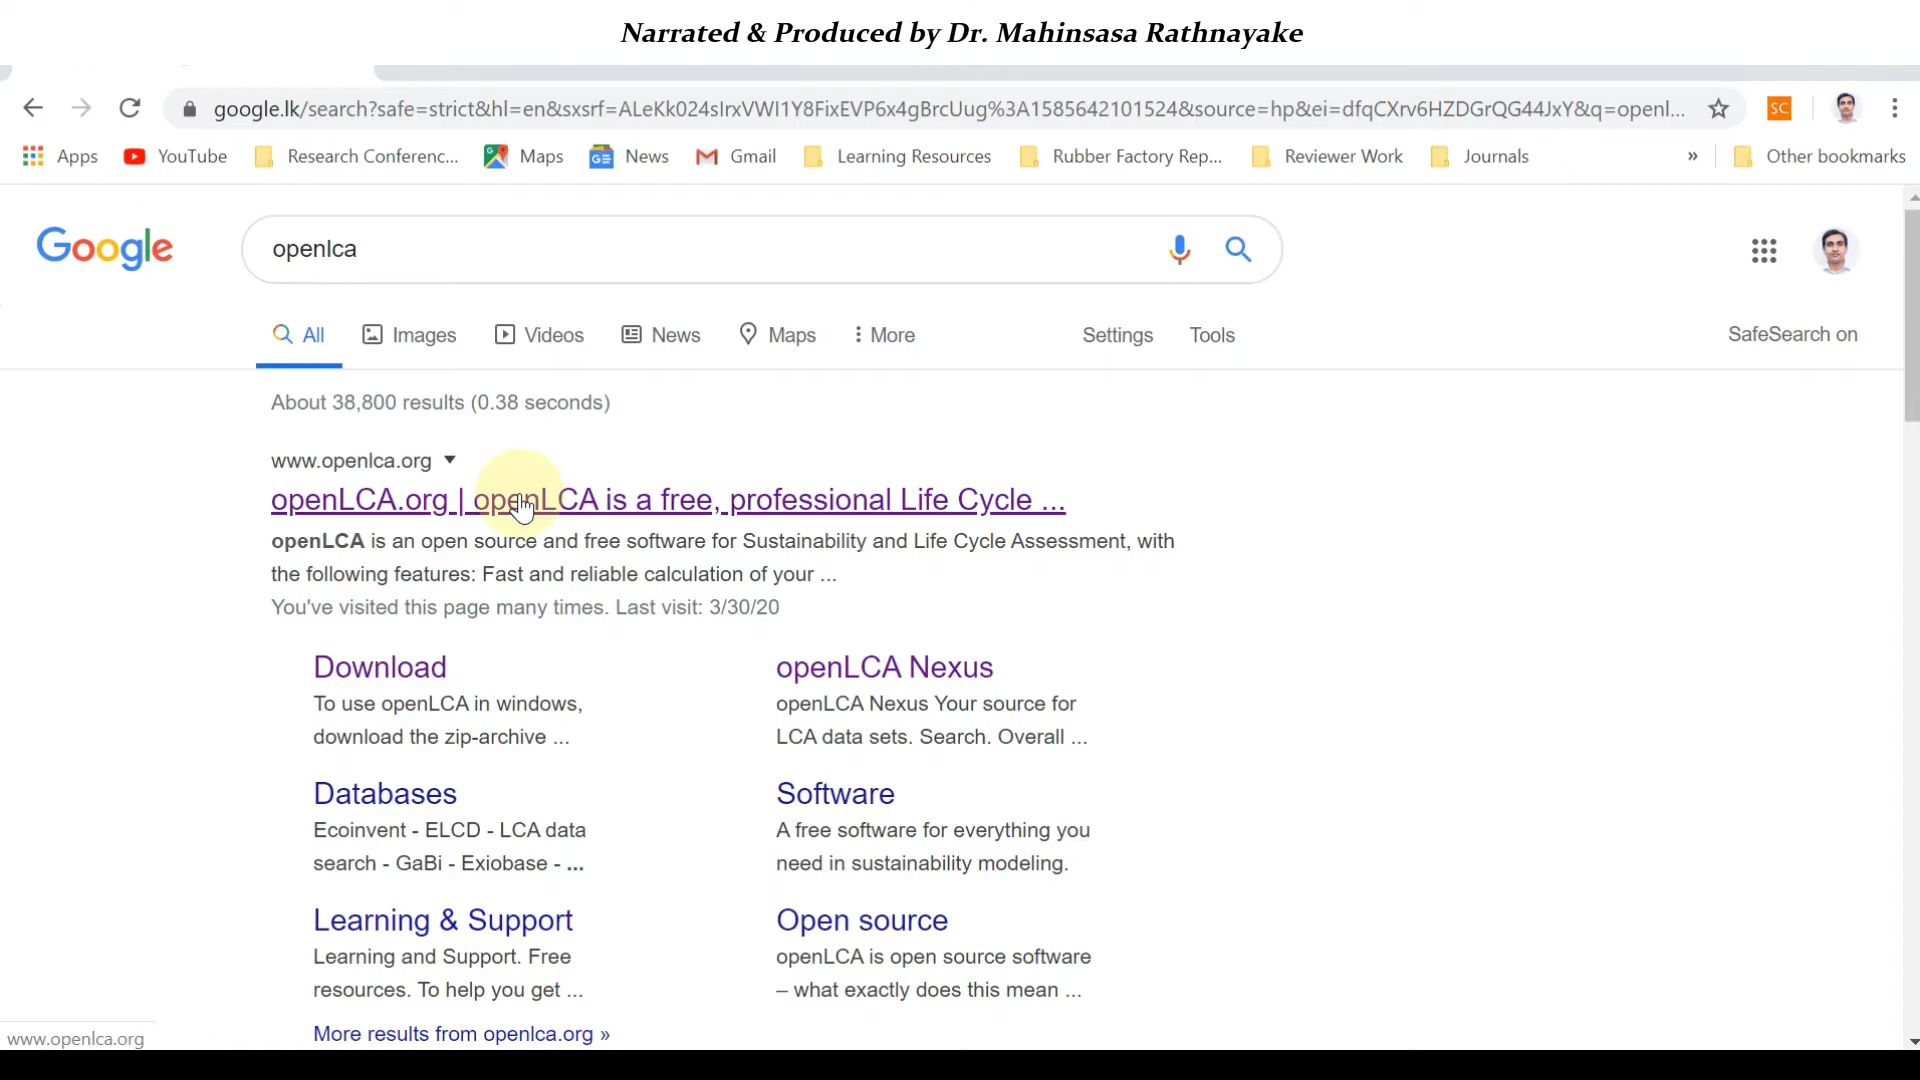 Narrated & Produced by Dr. Mahinsasa Rathnayake
google.lk/search?safe=strict&hl=en&sxsrf=ALeKk024sIrxVWI1Y8FixEVP6x4gBrcUug%3A1585642101524&source=hp&ei=dfqCXrv6HZDGrQG44JxY&q=openl...
SC
Apps YouTube Research Conferenc... Maps News Gmail Learning Resources Rubber Factory Rep... Reviewer Work Journals » Other bookmarks
Google openlca
All Images Videos News Maps More Settings Tools SafeSearch on
About 38,800 results (0.38 seconds)
www.openlca.org
openLCA.org | openLCA is a free, professional Life Cycle ...
openLCA is an open source and free software for Sustainability and Life Cycle Assessment, with
the following features: Fast and reliable calculation of your ...
You've visited this page many times. Last visit: 3/30/20
Download
To use openLCA in windows,
download the zip-archive ...
openLCA Nexus
openLCA Nexus Your source for
LCA data sets. Search. Overall ...
Databases
Ecoinvent - ELCD - LCA data
search - GaBi - Exiobase - ...
Software
A free software for everything you
need in sustainability modeling.
Learning & Support
Learning and Support. Free
resources. To help you get ...
Open source
openLCA is open source software
– what exactly does this mean ...
More results from openlca.org »
www.openlca.org